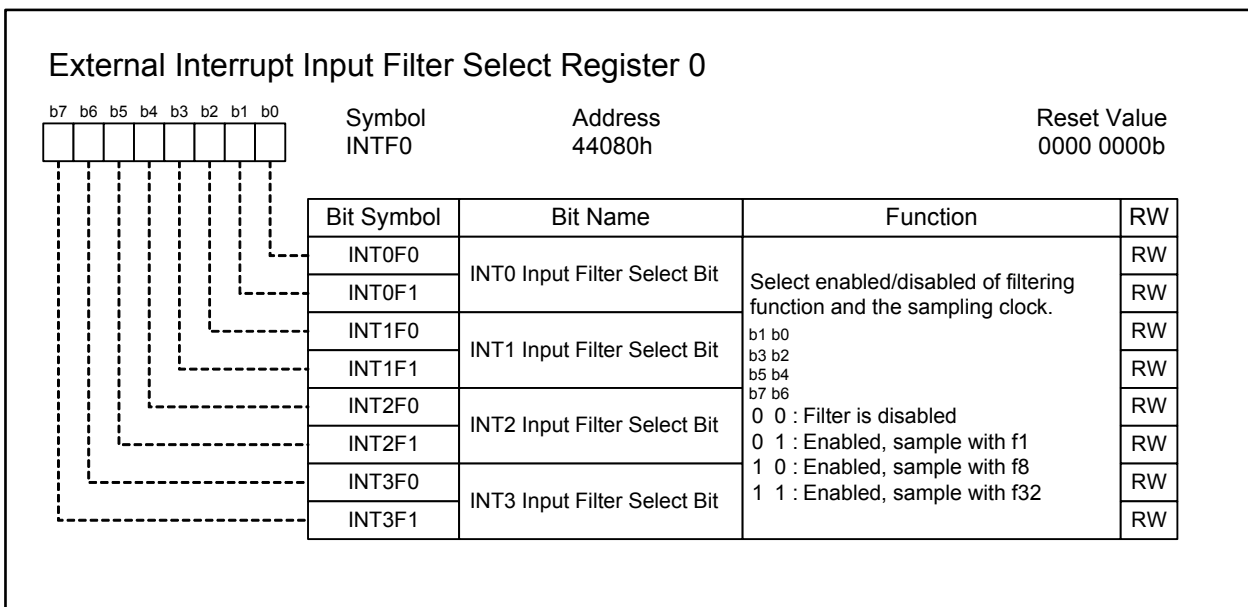 External Interrupt Input Filter Select Register 0
b7 b6 b5 b4 b3 b2 b1 b0
Symbol Address Reset Value
INTF0 44080h 0000 0000b
Bit Symbol Bit Name Function RW
INT0F0 RW
INT0 Input Filter Select Bit
INT0F1 RW
INT1F0 RW
INT1 Input Filter Select Bit
INT1F1 RW
INT2F0 RW
INT2 Input Filter Select Bit
INT2F1 RW
INT3F0 RW
INT3 Input Filter Select Bit
INT3F1 RW
Select enabled/disabled of filtering
function and the sampling clock.
b1 b0
b3 b2
b5 b4
b7 b6
0 0 : Filter is disabled
0 1 : Enabled, sample with f1
1 0 : Enabled, sample with f8
1 1 : Enabled, sample with f32